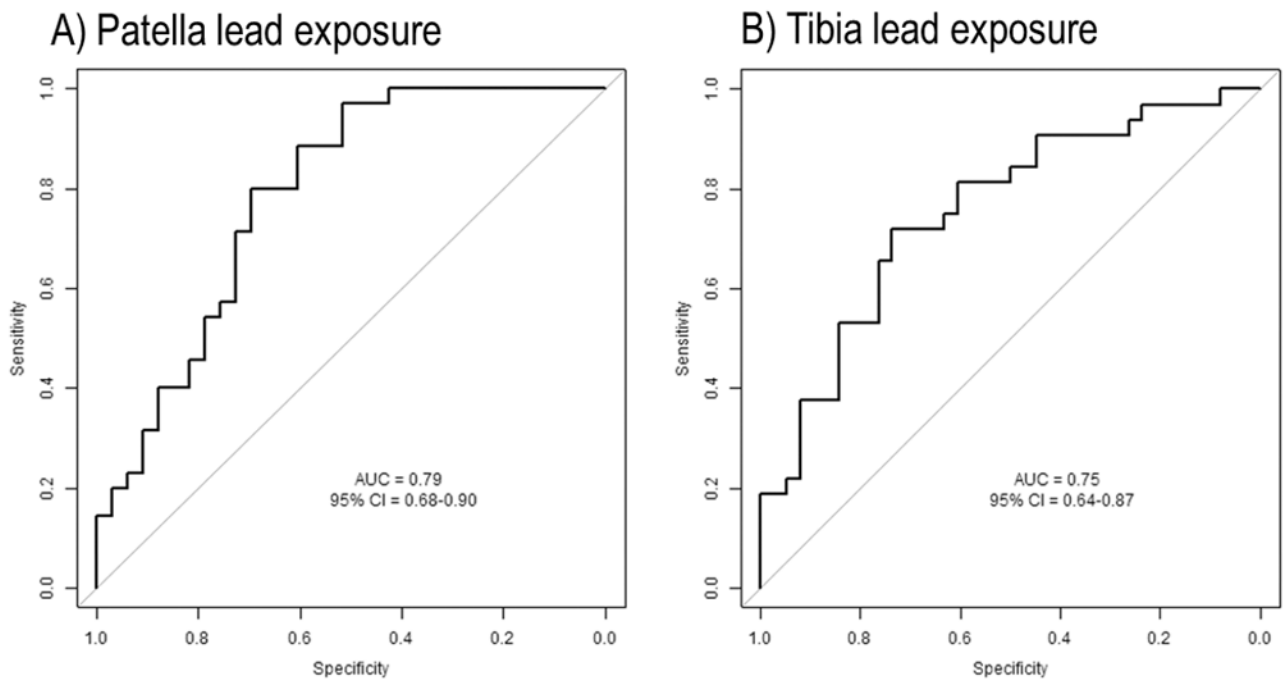 A) Patella lead exposure
1.0
0.8
0.6
0.4
0.2
0.0
Sensitivity
AUC = 0.79
95% CI = 0.68-0.90
1.0
0.8
0.6
0.4
0.2
0.0
Specificity
B) Tibia lead exposure
1.0
0.8
0.6
0.4
0.2
0.0
Sensitivity
AUC = 0.75
95% CI = 0.64-0.87
1.0
0.8
0.6
0.4
0.2
0.0
Specificity